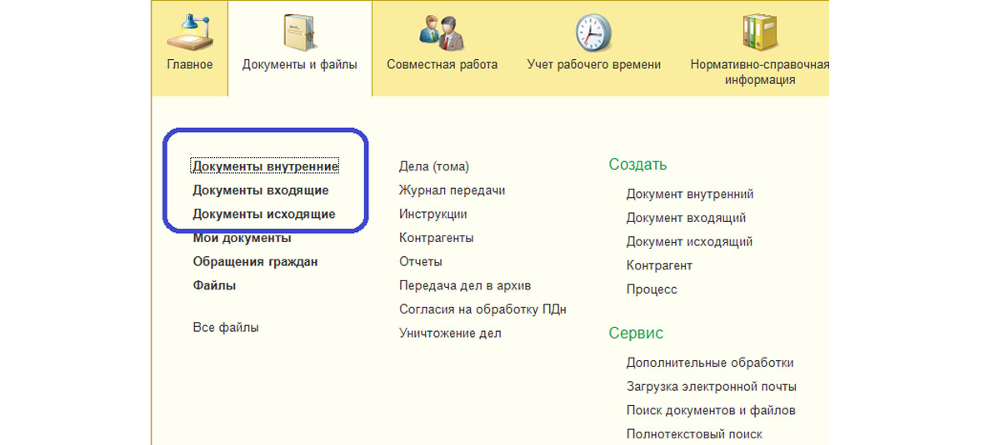 Главное
Документы и файлы
Совместная работа
Учет рабочего времени
Нормативно-справочная
информация
Документы внутренние
Документы входящие
Документы исходящие
Мои документы
Обращения граждан
Файлы
Все файлы
Дела (тома)
Журнал передачи
Инструкции
Контрагенты
Отчеты
Передача дел в архив
Согласия на обработку ПДн
Уничтожение дел
Создать
Документ внутренний
Документ входящий
Документ исходящий
Контрагент
Процесс
Сервис
Дополнительные обработки
Загрузка электронной почты
Поиск документов и файлов
Полнотекстовый поиск